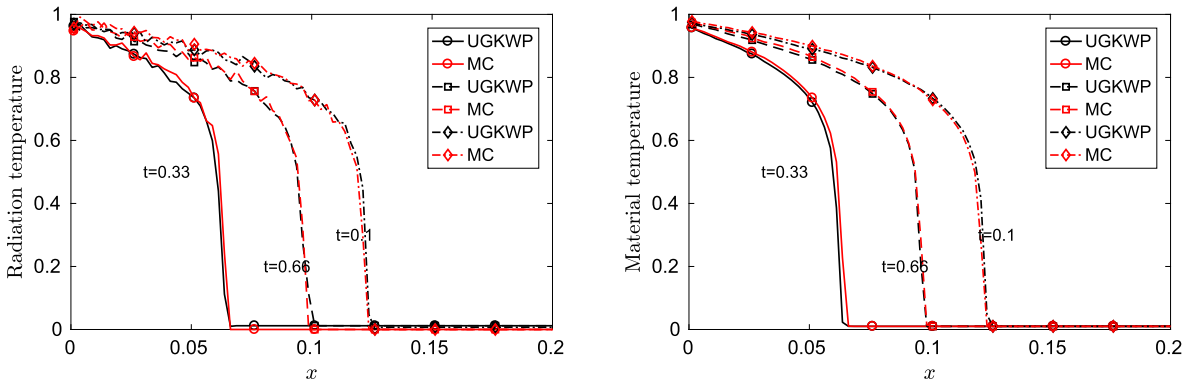 Radiation temperature
1
0.8
0.6
0.4
0.2
0
0
0.05
0.1
0.15
0.2
x
UGKWP
MC
UGKWP
MC
UGKWP
MC
t=0.33
t=0.66
t=0.1
Material temperature
1
0.8
0.6
0.4
0.2
0
0
0.05
0.1
0.15
0.2
x
UGKWP
MC
UGKWP
MC
UGKWP
MC
t=0.33
t=0.66
t=0.1